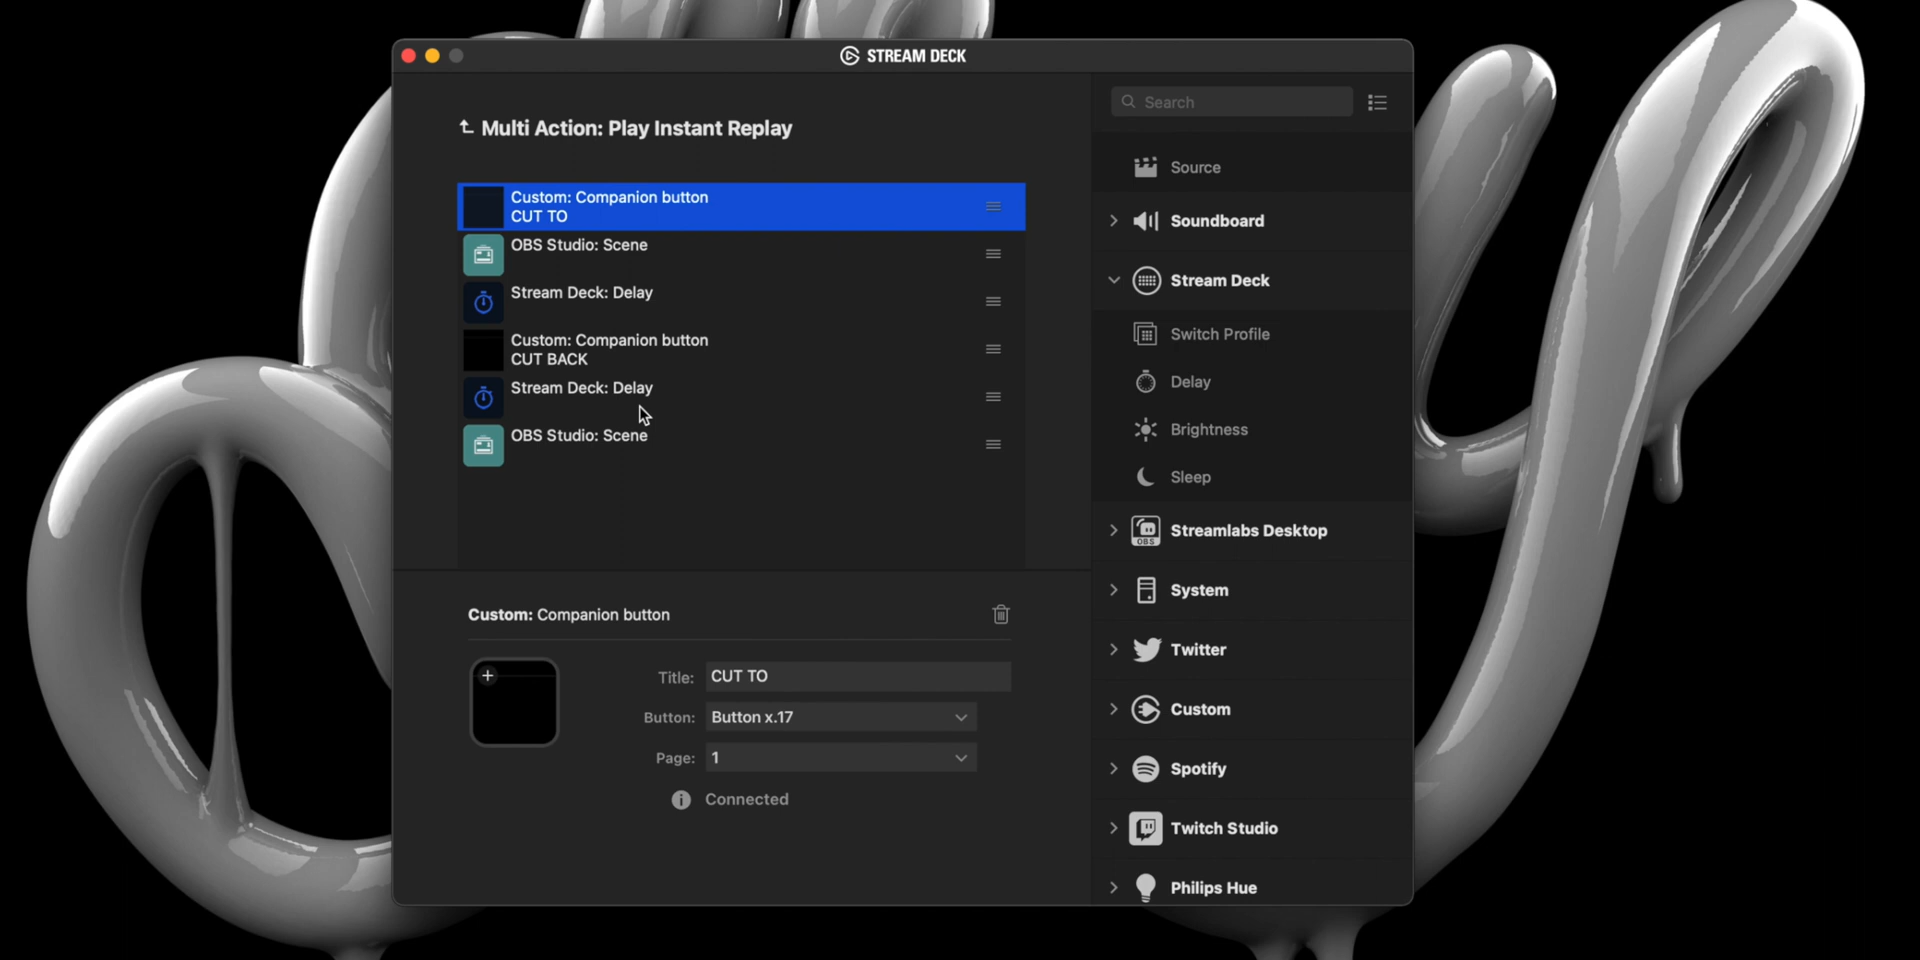 STREAM DECK
Multi Action: Play Instant Replay
Custom: Companion button
CUT TO
OBS Studio: Scene
Stream Deck: Delay
Custom: Companion button
CUT BACK
Stream Deck: Delay
OBS Studio: Scene
Custom: Companion button
Title: CUT TO
Button: Button x.17
Page: 1
Connected
Search
Source
Soundboard
Stream Deck
Switch Profile
Delay
Brightness
Sleep
OBS
Streamlabs Desktop
System
Twitter
Custom
Spotify
Twitch Studio
Philips Hue